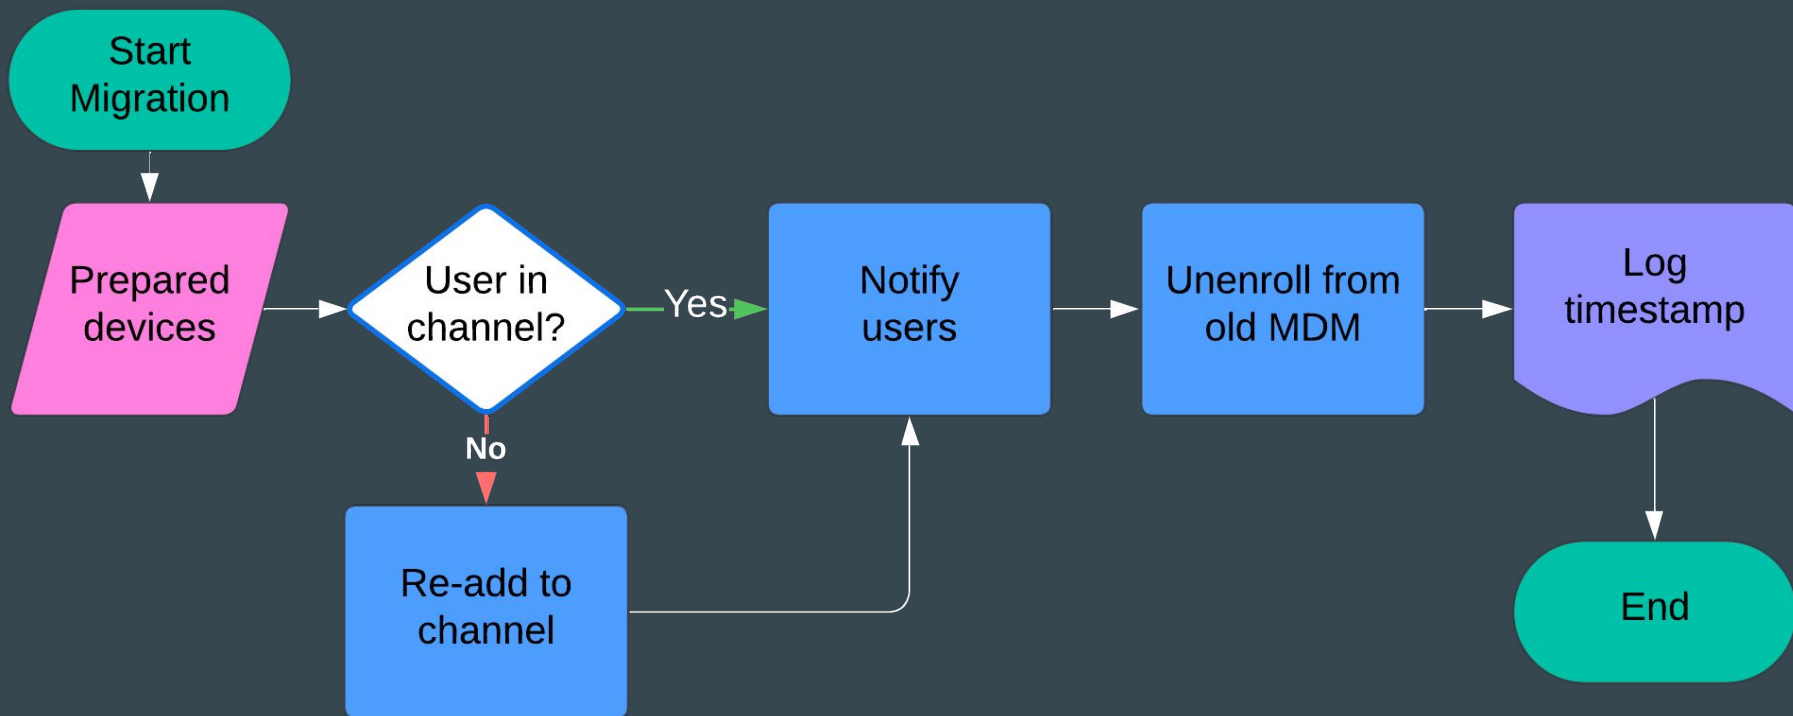 Start
Migration
Prepared
devices
User in
channel?
Yes
No
Re-add to
channel
Notify
users
Unenroll from
old MDM
Log
timestamp
End